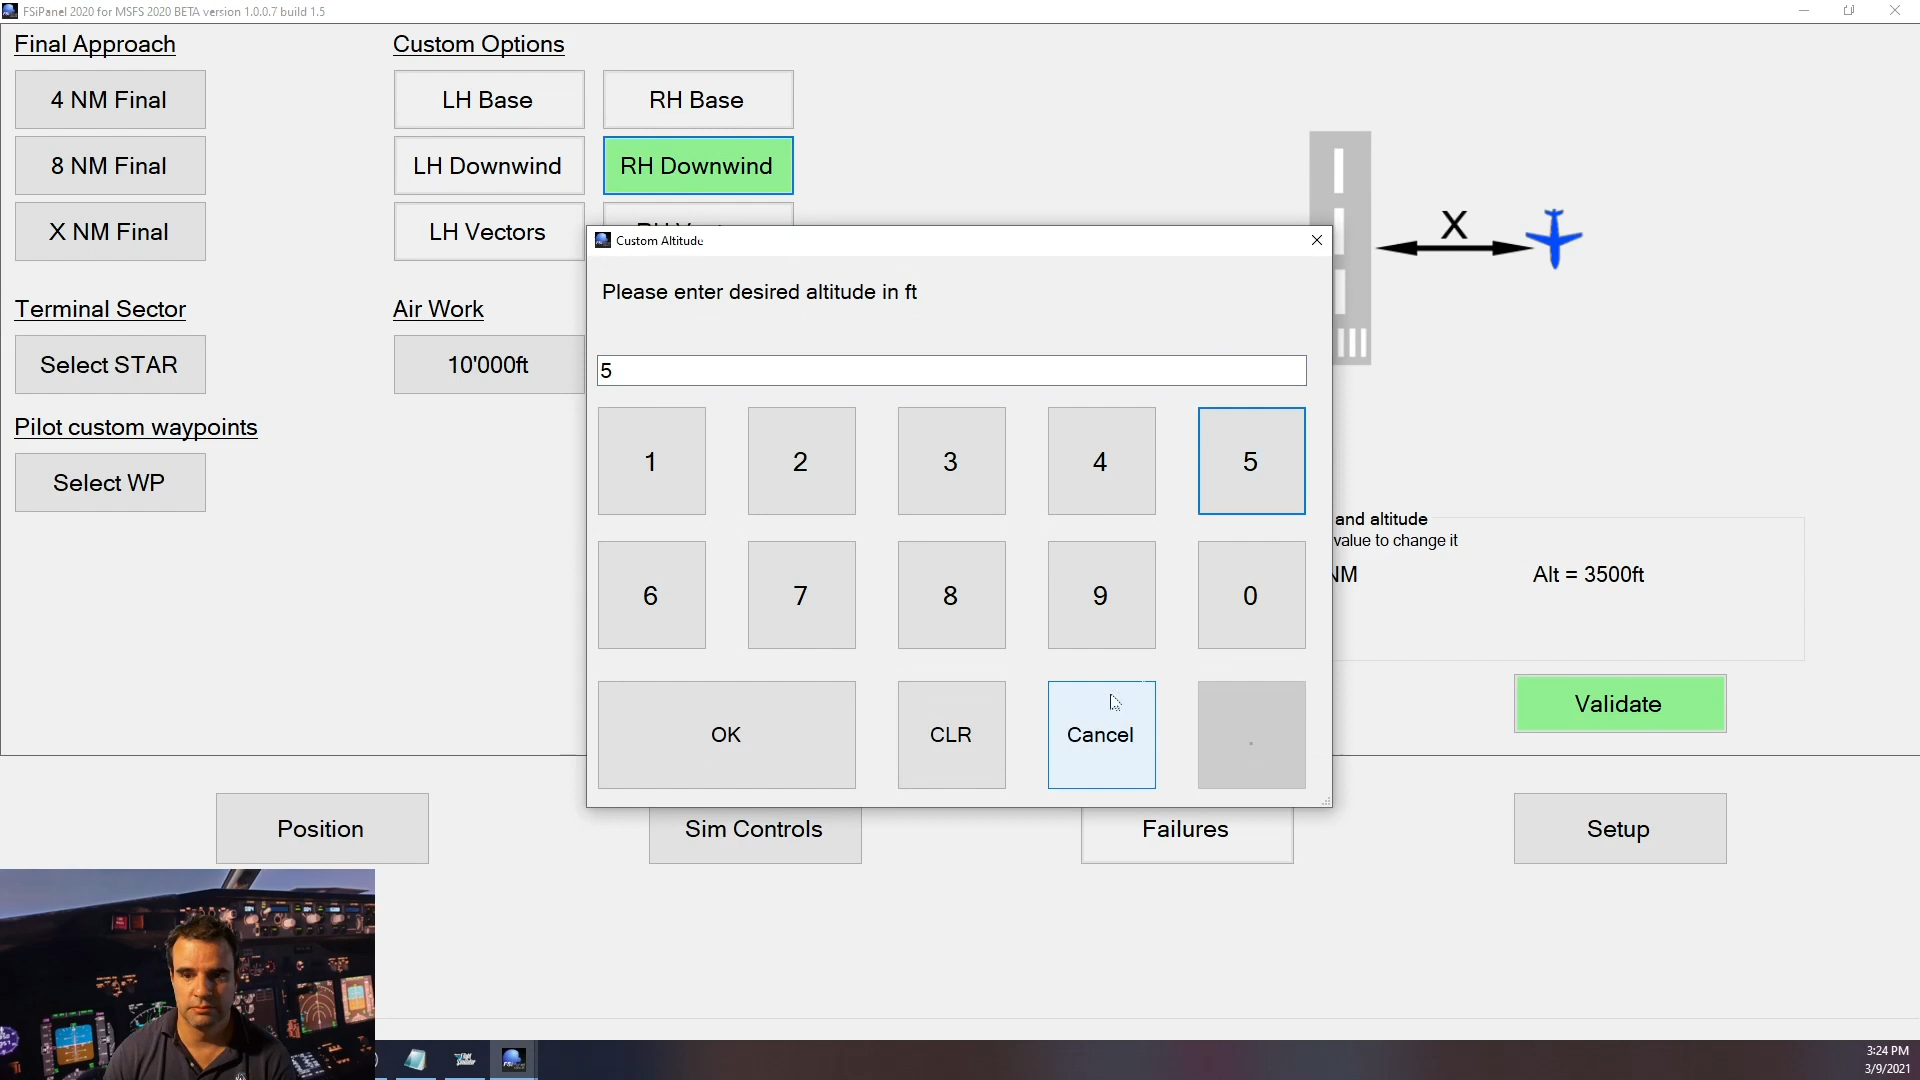 FSiPanel 2020 for MSFS 2020 BETA version 1.0.0.7 build 1.5
Final Approach
Custom Options
4 NM Final
LH Base
RH Base
8 NM Final
LH Downwind
RH Downwind
X NM Final
LH Vectors
X
Custom Altitude
Please enter desired altitude in ft
5
Terminal Sector
Air Work
Select STAR
10'000ft
Pilot custom waypoints
Select WP
1
2
3
4
5
6
7
8
9
0
OK
CLR
Cancel
.
and altitude
value to change it
NM
Alt = 3500ft
Validate
Position
Sim Controls
Failures
Setup
3:24 PM
3/9/2021